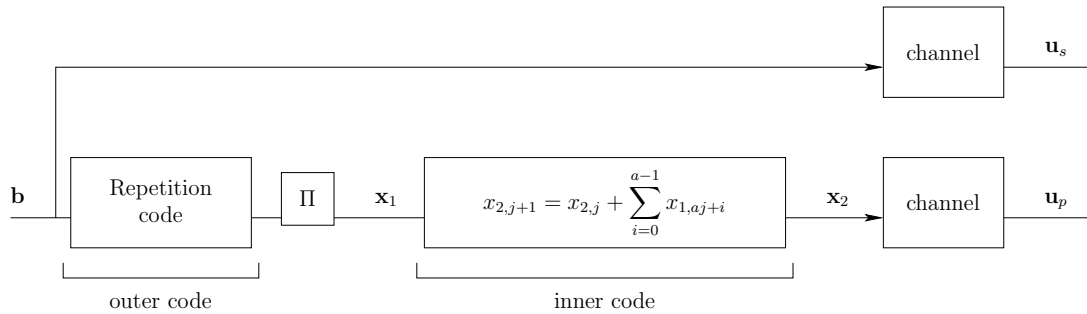 channel
u_s
b
Repetition
code
Π
x_1
x_{2,j+1} = x_{2,j} + \sum_{i=0}^{a-1} x_{1,aj+i}
x_2
channel
u_p
outer code
inner code